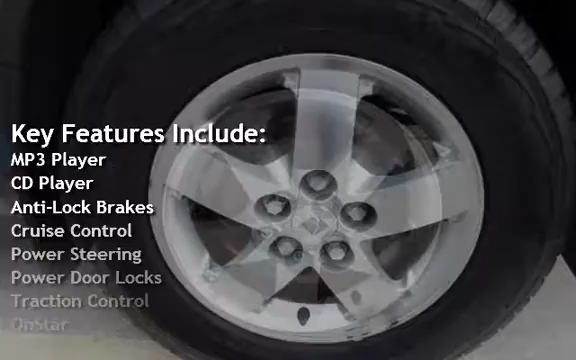 Key Features Include:
MP3 Player
CD Player
Anti-Lock Brakes
Cruise Control
Power Steering
Power Door Locks
Traction Control
OnStar